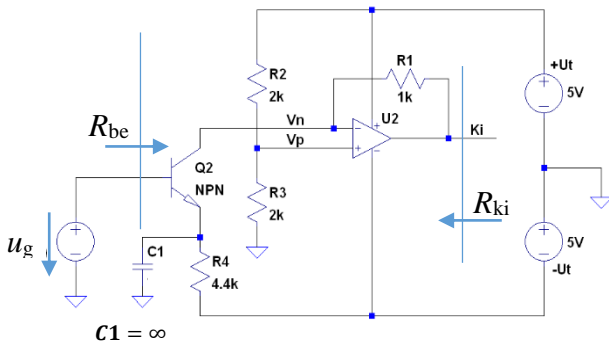 R2
2k
R1
1k
+Ut
5V
Rbe
Vn
U2
Ki
Vp
Q2
NPN
R3
2k
Rki
ug
C1
R4
4.4k
5V
-Ut
C1 = ∞